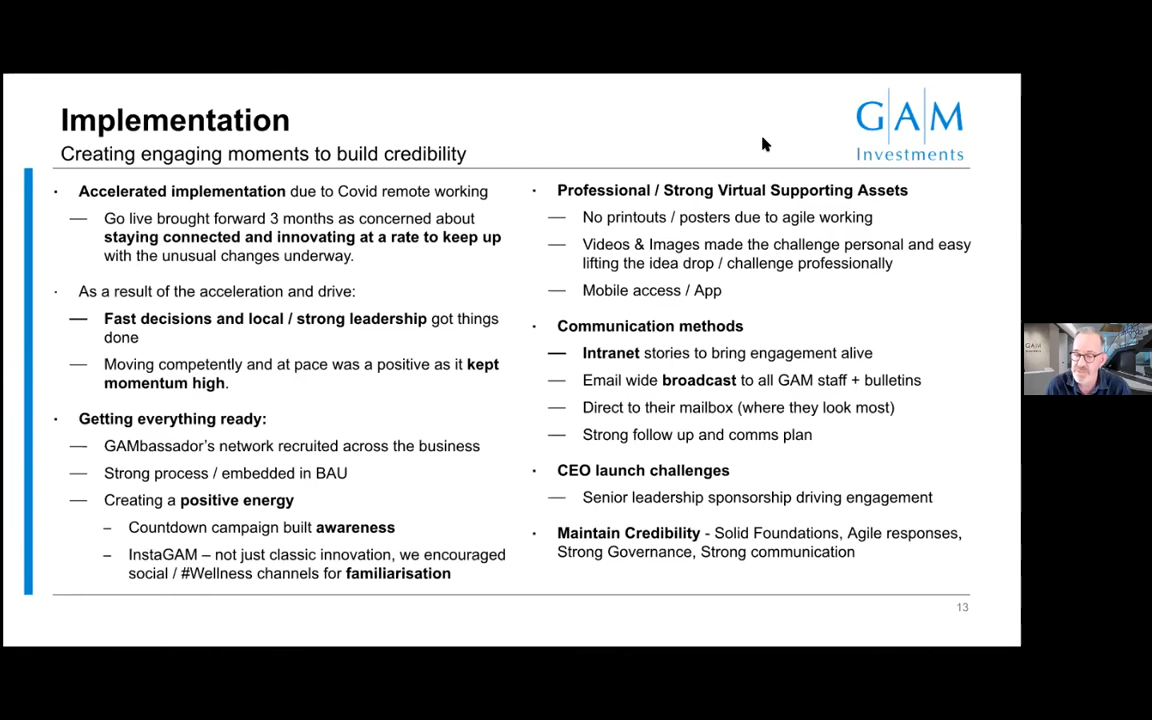 Implementation
Creating engaging moments to build credibility
G|A|M
Investments
· Accelerated implementation due to Covid remote working
— Go live brought forward 3 months as concerned about
staying connected and innovating at a rate to keep up
with the unusual changes underway.
· As a result of the acceleration and drive:
— Fast decisions and local / strong leadership got things
done
— Moving competently and at pace was a positive as it kept
momentum high.
· Getting everything ready:
— GAMbassador’s network recruited across the business
— Strong process / embedded in BAU
— Creating a positive energy
– Countdown campaign built awareness
– InstaGAM – not just classic innovation, we encouraged
social / #Wellness channels for familiarisation
· Professional / Strong Virtual Supporting Assets
— No printouts / posters due to agile working
— Videos & Images made the challenge personal and easy
lifting the idea drop / challenge professionally
— Mobile access / App
· Communication methods
— Intranet stories to bring engagement alive
— Email wide broadcast to all GAM staff + bulletins
— Direct to their mailbox (where they look most)
— Strong follow up and comms plan
· CEO launch challenges
— Senior leadership sponsorship driving engagement
· Maintain Credibility - Solid Foundations, Agile responses,
Strong Governance, Strong communication
13
GAM